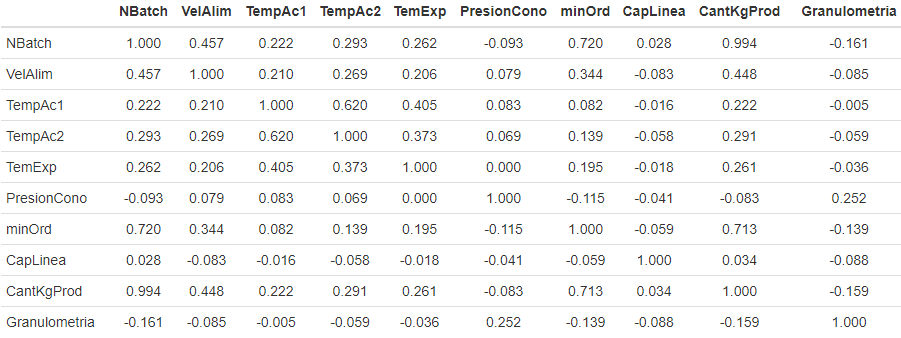 NBatch VelAlim TempAc1 TempAc2 TemExp PresionCono minOrd CapLinea CantKgProd Granulometria
NBatch 1.000 0.457 0.222 0.293 0.262 -0.093 0.720 0.028 0.994 -0.161
VelAlim 0.457 1.000 0.210 0.269 0.206 0.079 0.344 -0.083 0.448 -0.085
TempAc1 0.222 0.210 1.000 0.620 0.405 0.083 0.082 -0.016 0.222 -0.005
TempAc2 0.293 0.269 0.620 1.000 0.373 0.069 0.139 -0.058 0.291 -0.059
TemExp 0.262 0.206 0.405 0.373 1.000 0.000 0.195 -0.018 0.261 -0.036
PresionCono -0.093 0.079 0.083 0.069 0.000 1.000 -0.115 -0.041 -0.083 0.252
minOrd 0.720 0.344 0.082 0.139 0.195 -0.115 1.000 -0.059 0.713 -0.139
CapLinea 0.028 -0.083 -0.016 -0.058 -0.018 -0.041 -0.059 1.000 0.034 -0.088
CantKgProd 0.994 0.448 0.222 0.291 0.261 -0.083 0.713 0.034 1.000 -0.159
Granulometria -0.161 -0.085 -0.005 -0.059 -0.036 0.252 -0.139 -0.088 -0.159 1.000